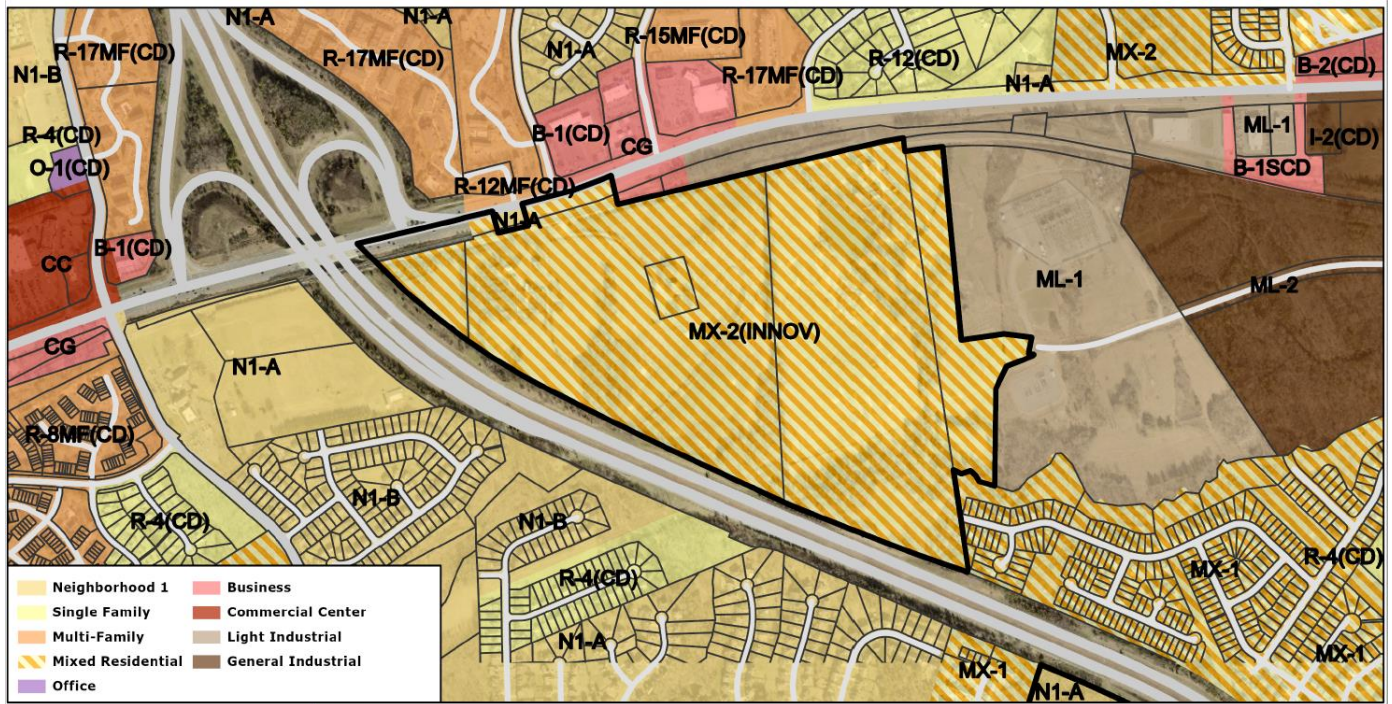 N1-A
N1-A
R-17MF(CD)
N1-B
R-17MF(CD)
N1-A
R-15MF(CD)
R-17MF(CD)
R-12(CD)
N1-A
MX-2
B-2(CD)
R-4(CD)
O-1(CD)
B-1(CD)
CG
ML-1
I-2(CD)
B-1SCD
R-12MF(CD)
N1-A
B-1(CD)
CC
ML-1
ML-2
MX-2(INNOV)
CG
N1-A
R-8MF(CD)
N1-B
R-4(CD)
N1-B
R-4(CD)
N1-A
MX-1
R-4(CD)
MX-1
MX-1
N1-A
Neighborhood 1
Single Family
Multi-Family
Mixed Residential
Office
Business
Commercial Center
Light Industrial
General Industrial